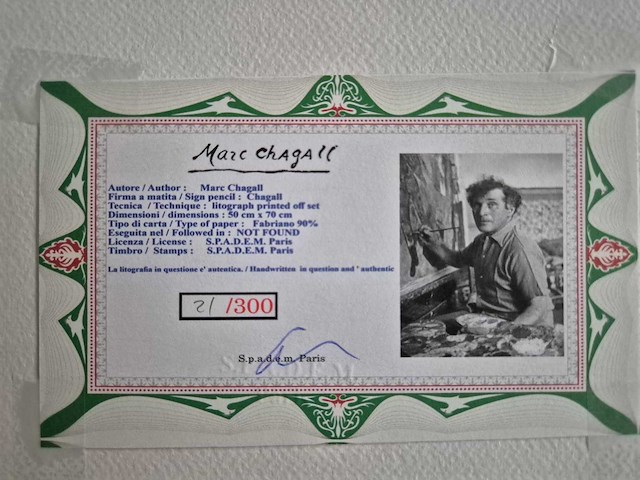 Marc Chagall
Autore / Author : Marc Chagall
Firma a matita / Sign pencil : Chagall
Tecnica / Technique : litograph printed off set
Dimensioni / dimensions : 50 cm x 70 cm
Tipo di carta / Type of paper : Fabriano 90%
Eseguita nel / Followed in : NOT FOUND
Licenza / License : S.P.A.D.E.M. Paris
Timbro / Stamps : S.P.A.D.E.M. Paris
La litografia in questione e' autentica. / Handwritten in question and ' authentic
21 /300
S.p.a.d.e.m. Paris